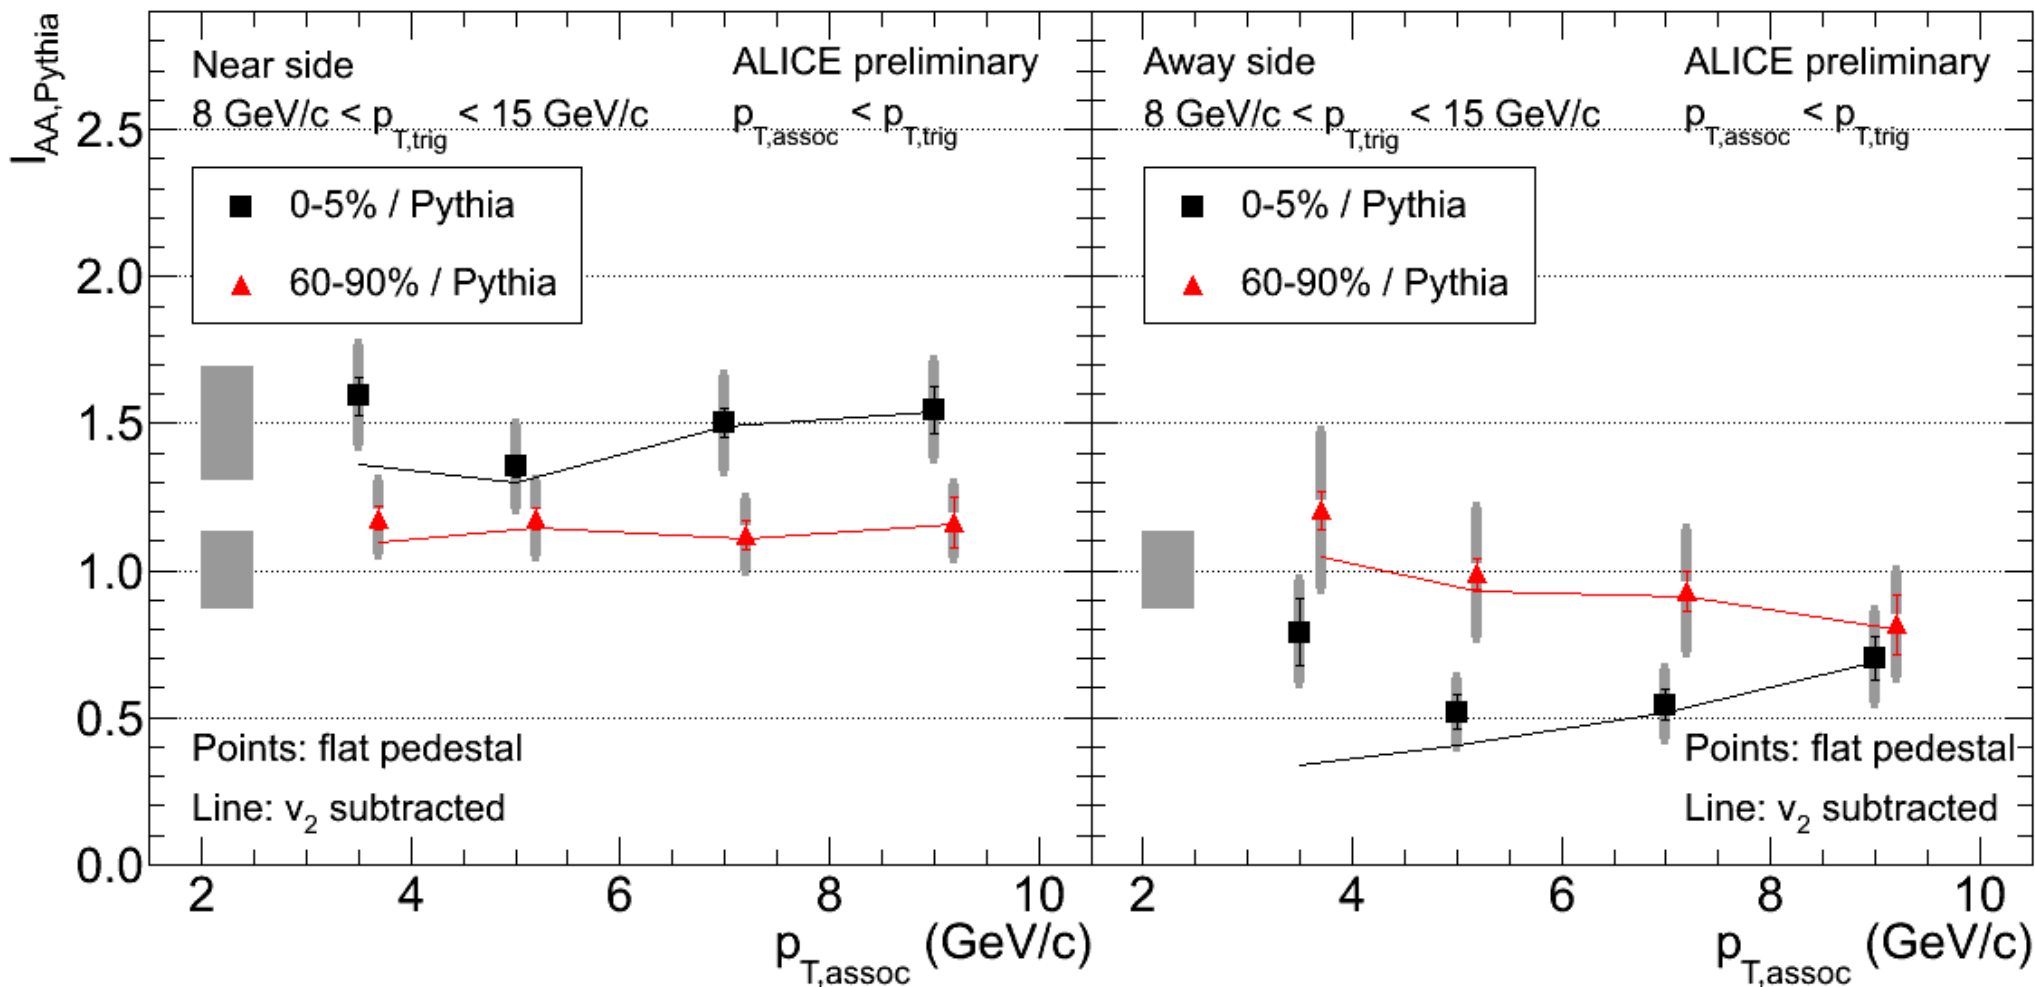 I_AA,Pythia
2.5
2.0
1.5
1.0
0.5
0.0
Near side
ALICE preliminary
8 GeV/c < p_T,trig < 15 GeV/c
p_T,assoc < p_T,trig
0-5% / Pythia
60-90% / Pythia
Points: flat pedestal
Line: v_2 subtracted
2 4 6 8 10
p_T,assoc (GeV/c)
Away side
ALICE preliminary
8 GeV/c < p_T,trig < 15 GeV/c
p_T,assoc < p_T,trig
0-5% / Pythia
60-90% / Pythia
Points: flat pedestal
Line: v_2 subtracted
2 4 6 8 10
p_T,assoc (GeV/c)